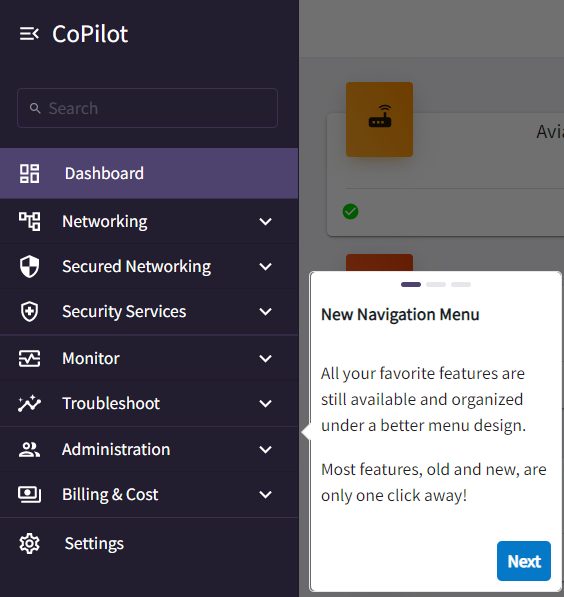 CoPilot
Search
Dashboard
Networking
Secured Networking
Security Services
Monitor
Troubleshoot
Administration
Billing & Cost
Settings
New Navigation Menu
All your favorite features are
still available and organized
under a better menu design.
Most features, old and new, are
only one click away!
Next